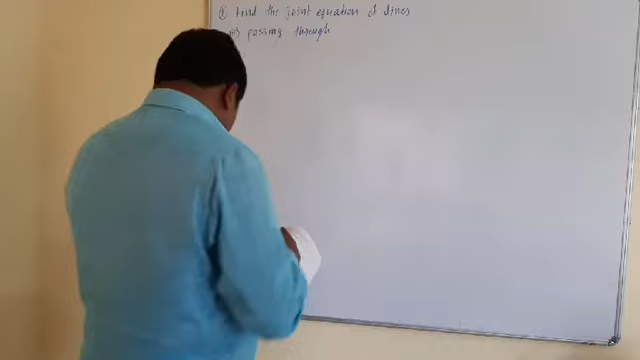 ① Find the joint equation of lines
passing through